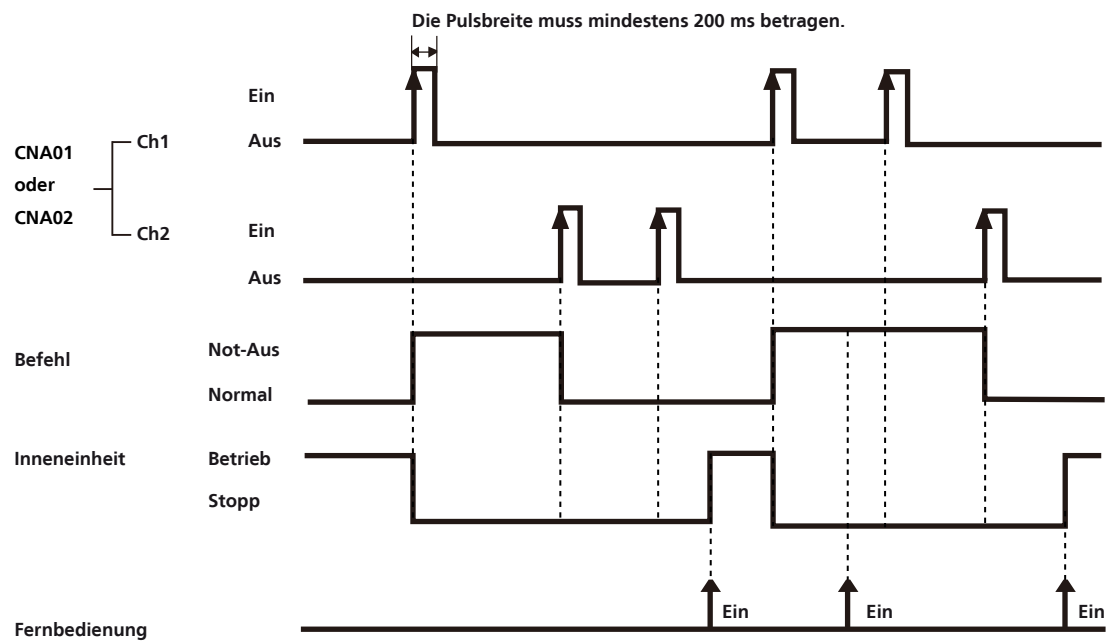 Die Pulsbreite muss mindestens 200 ms betragen.
Ein
Aus
CNA01
oder
CNA02
Ch1
Ch2
Ein
Aus
Befehl
Not-Aus
Normal
Inneneinheit
Betrieb
Stopp
Ein
Ein
Ein
Fernbedienung